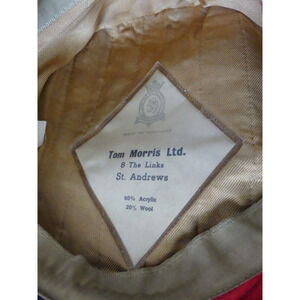 Tom Morris Ltd.
8 The Links
St. Andrews
80% Acrylic
20% Wool